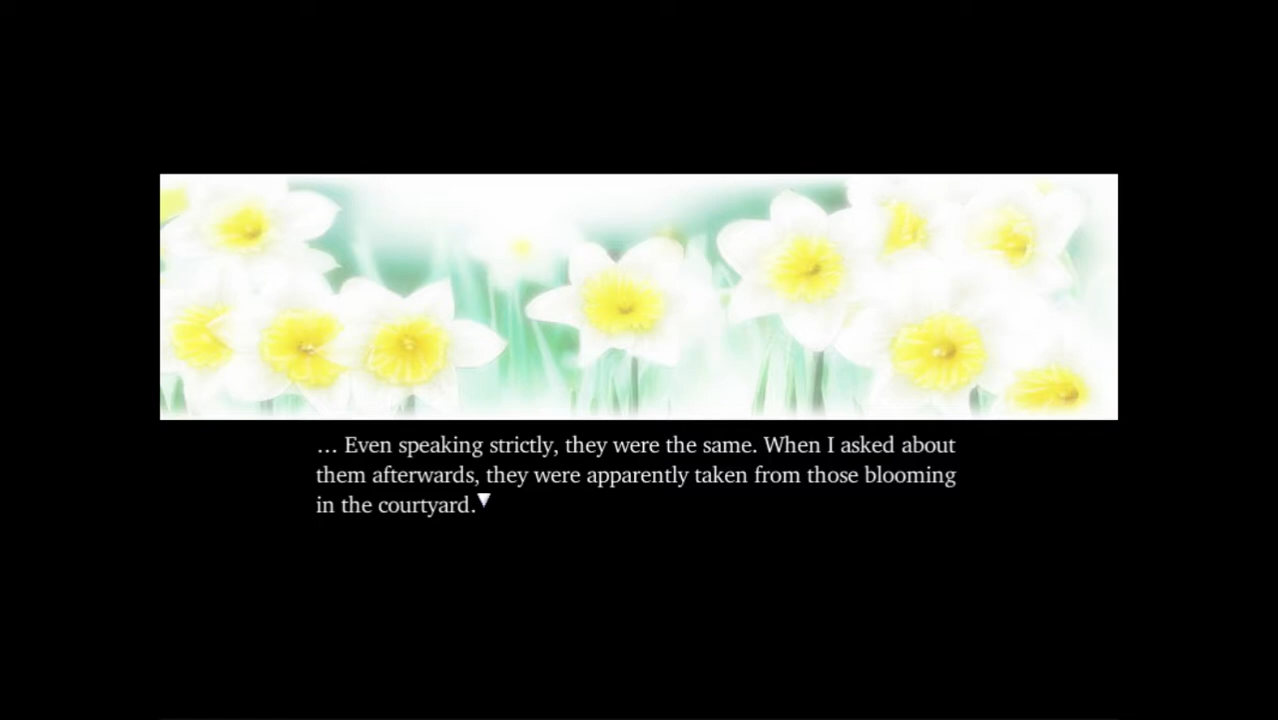 … Even speaking strictly, they were the same. When I asked about
them afterwards, they were apparently taken from those blooming
in the courtyard.